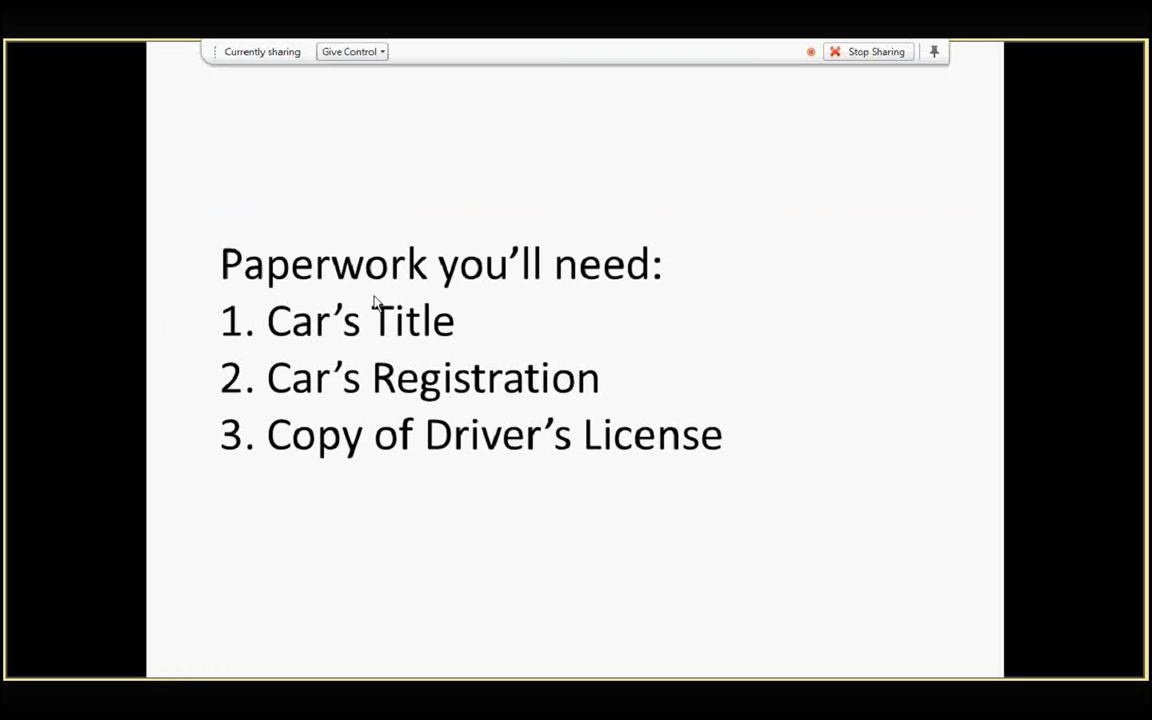 Currently sharing Give Control Stop Sharing
Paperwork you’ll need:
1. Car’s Title
2. Car’s Registration
3. Copy of Driver’s License